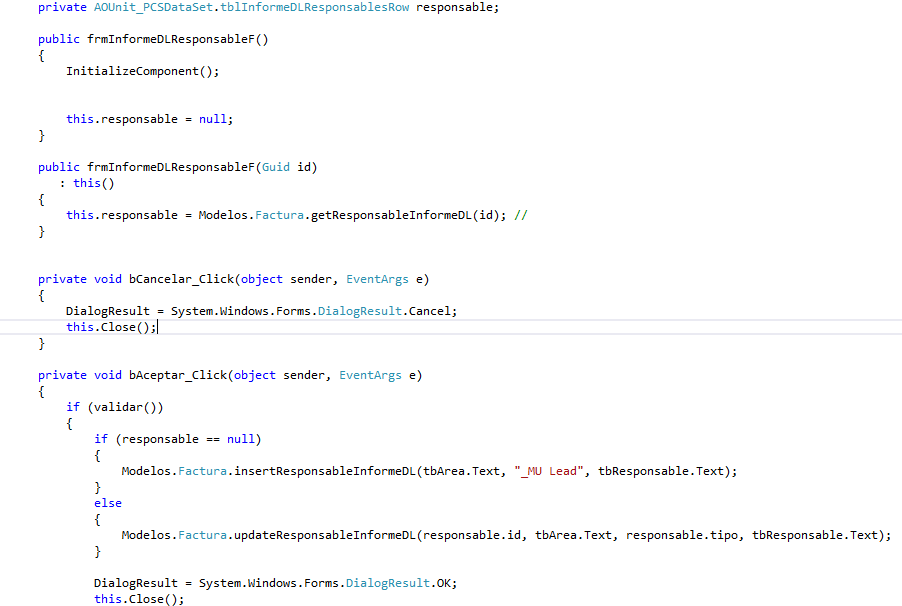 private AOUnit_PCSDataSet.tblInformeDLResponsablesRow responsable;
public frmInformeDLResponsableF()
{
InitializeComponent();
this.responsable = null;
}
public frmInformeDLResponsableF(Guid id)
: this()
{
this.responsable = Modelos.Factura.getResponsableInformeDL(id); //
}
private void bCancelar_Click(object sender, EventArgs e)
{
DialogResult = System.Windows.Forms.DialogResult.Cancel;
this.Close();
}
private void bAceptar_Click(object sender, EventArgs e)
{
if (validar())
{
if (responsable == null)
{
Modelos.Factura.insertResponsableInformeDL(tbArea.Text, "_MU Lead", tbResponsable.Text);
}
else
{
Modelos.Factura.updateResponsableInformeDL(responsable.id, tbArea.Text, responsable.tipo, tbResponsable.Text);
}
DialogResult = System.Windows.Forms.DialogResult.OK;
this.Close();